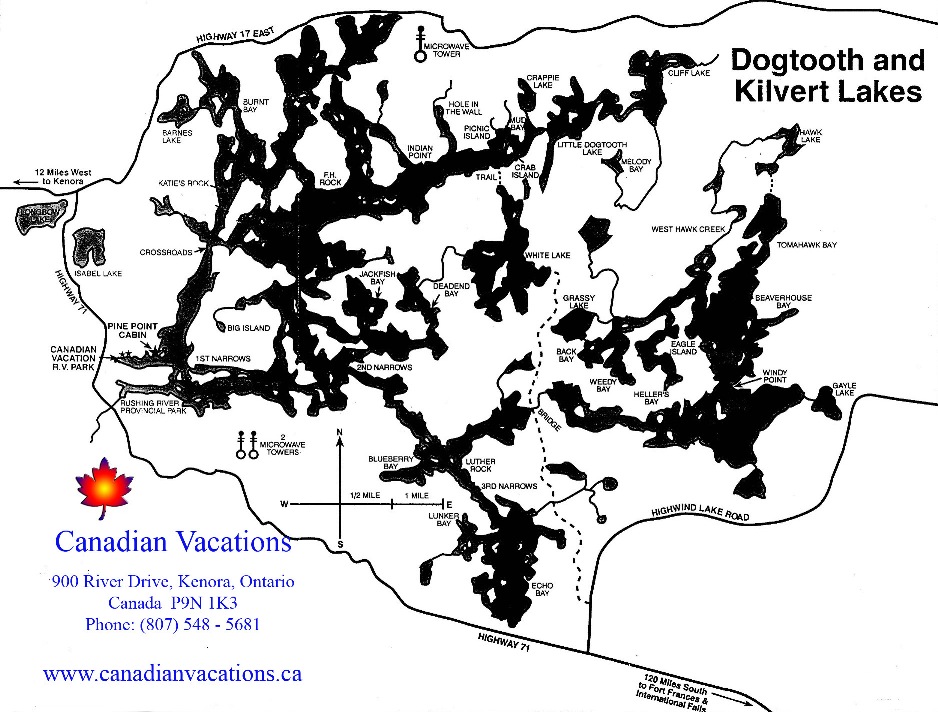 HIGHWAY 17 EAST
MICROWAVE
TOWER
Dogtooth and
Kilvert Lakes
CLIFF LAKE
CRAPPIE
LAKE
BURNT
BAY
HOLE IN
THE WALL
BARNES
LAKE
PICNIC
ISLAND
MUD
BAY
HAWK
LAKE
INDIAN
POINT
LITTLE DOGTOOTH
LAKE
MELODY
BAY
12 Miles West
to Kenora
KATIE'S ROCK
F.H.
ROCK
TRAIL
CRAB
ISLAND
LONGBOW
LAKE
WEST HAWK CREEK
CROSSROADS
TOMAHAWK BAY
ISABEL LAKE
WHITE LAKE
JACKFISH
BAY
DEADEND
BAY
HIGHWAY 71
GRASSY
LAKE
BEAVERHOUSE
BAY
BIG ISLAND
PINE POINT
CABIN
CANADIAN
VACATION
R.V. PARK
1ST NARROWS
2ND NARROWS
BACK
BAY
EAGLE
ISLAND
WEEDY
BAY
HELLER'S
BAY
WINDY
POINT
GAYLE
LAKE
RUSHING RIVER
PROVINCIAL PARK
BRIDGE
2
MICROWAVE
TOWERS
N
BLUEBERRY
BAY
LUTHER
ROCK
3RD NARROWS
W
1/2 MILE
1 MILE
E
LUNKER
BAY
HIGHWIND LAKE ROAD
S
ECHO
BAY
Canadian Vacations
900 River Drive, Kenora, Ontario
Canada P9N 1K3
Phone: (807) 548 - 5681
www.canadianvacations.ca
HIGHWAY 71
120 Miles South
to Fort Frances &
International Falls